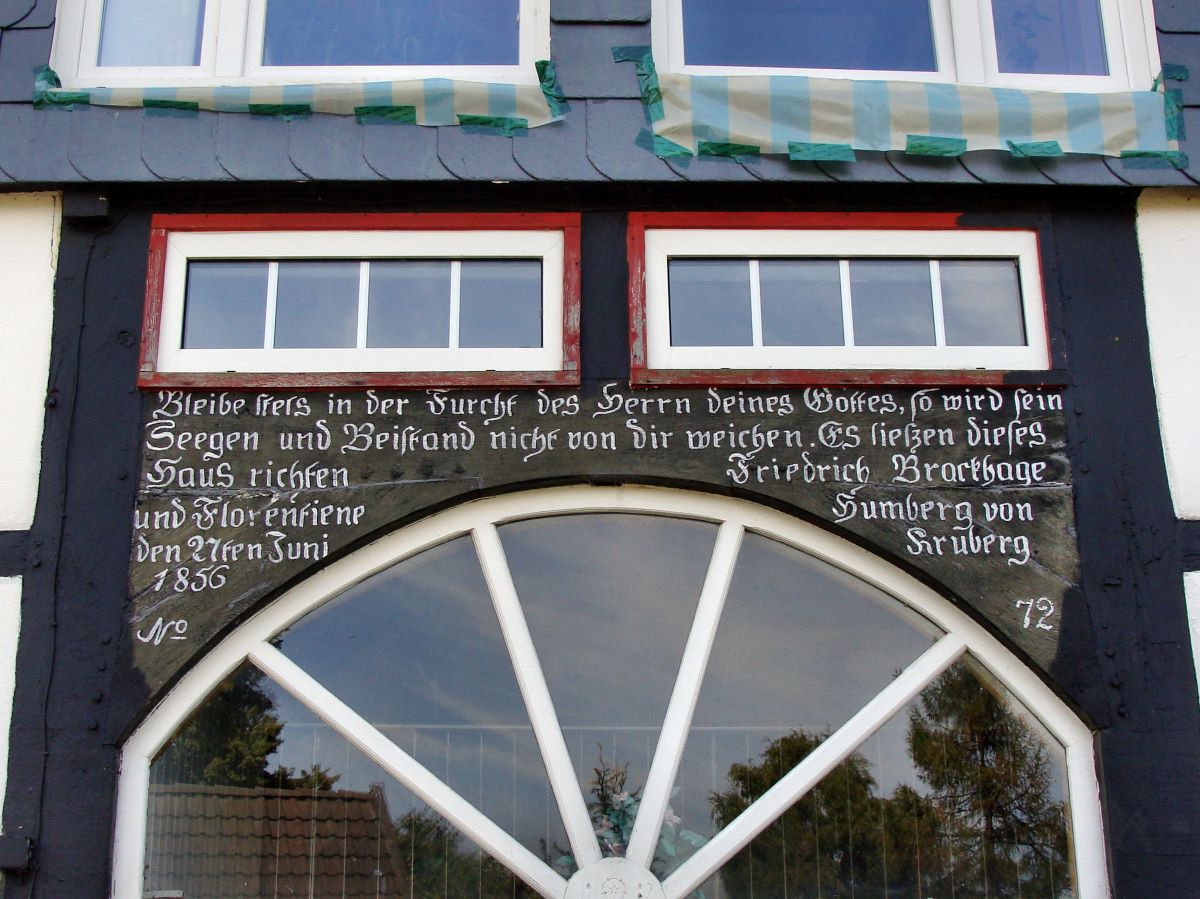 Bleibe stets in der Furcht des Herrn deines Gottes, so wird sein
Seegen und Beistand nicht von dir weichen. Es ließen dieses
Haus richten Friedrich Brackhage
und Florentiene Humberg von
den 27ten Juni Kruberg
1856
No 72